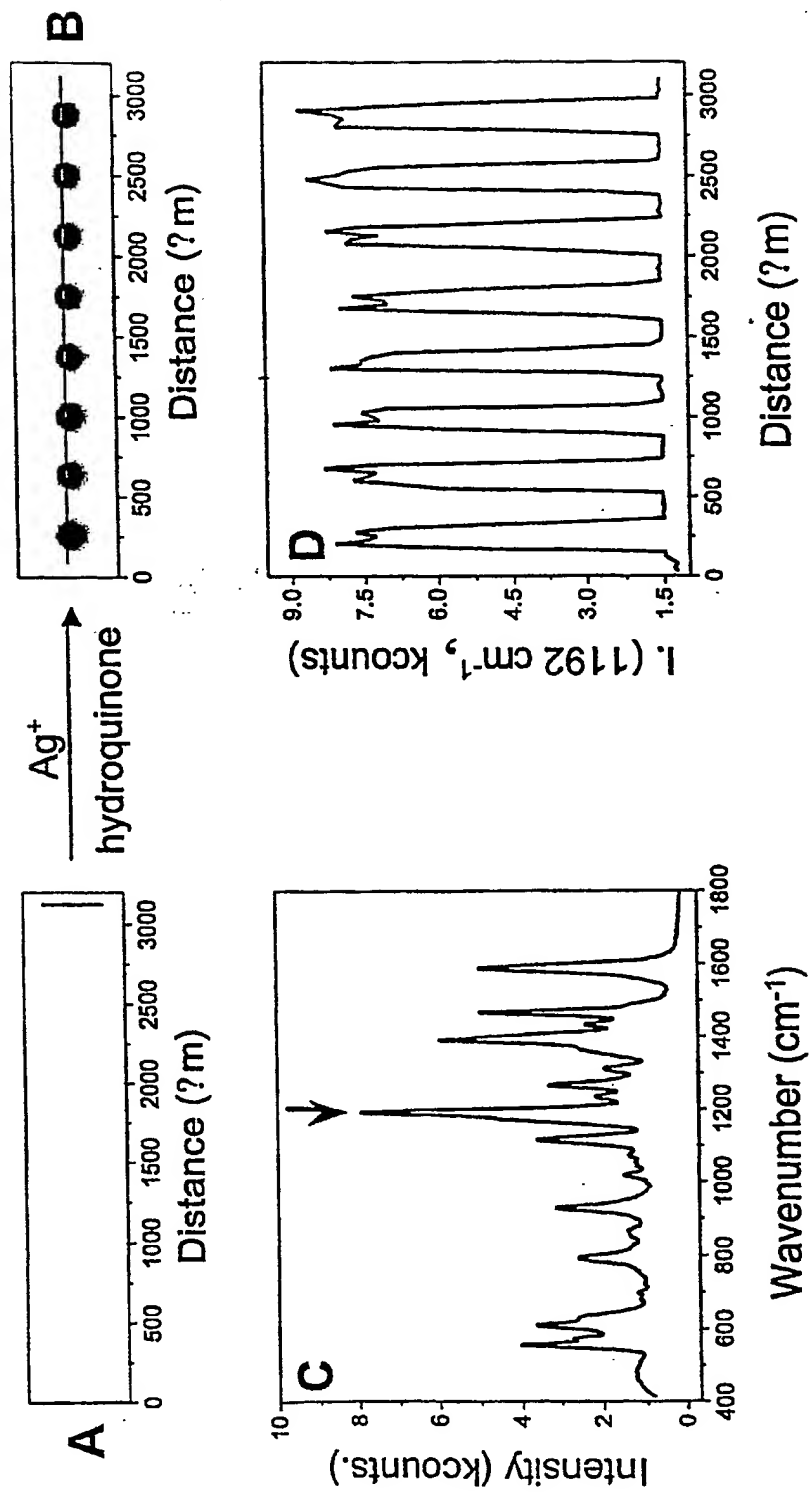 A
0 500 1000 1500 2000 2500 3000
Distance (?m)
Ag+
hydroquinone
B
0 500 1000 1500 2000 2500 3000
Distance (?m)
C
10
8
6
4
2
0
Intensity (kcounts.)
400 600 800 1000 1200 1400 1600 1800
Wavenumber (cm-1)
D
9.0
7.5
6.0
4.5
3.0
1.5
I. (1192 cm-1, kcounts)
0 500 1000 1500 2000 2500 3000
Distance (?m)